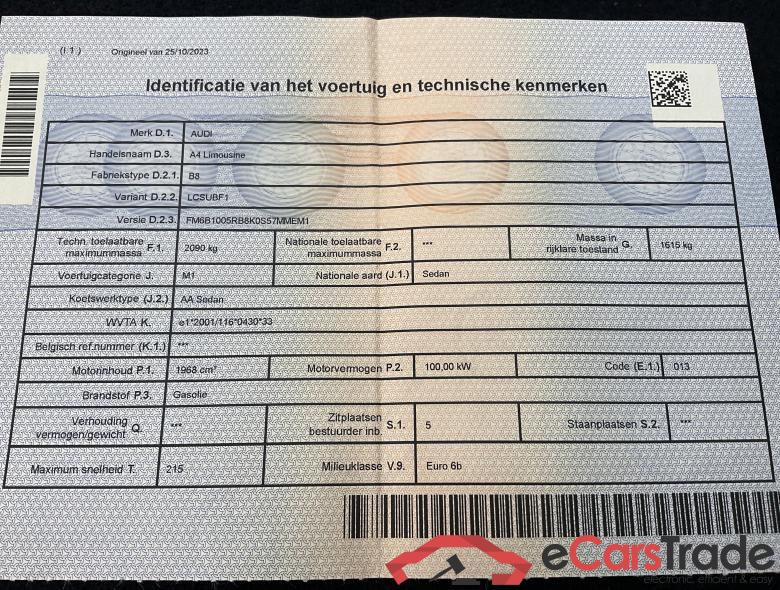 (I.1.) Origineel van 25/10/2023
Identificatie van het voertuig en technische kenmerken
Merk D.1. AUDI
Handelsnaam D.3. A4 Limousine
Fabriekstype D.2.1. B8
Variant D.2.2. LCSUBF1
Versie D.2.3. FM6B1005RB8K0S57MMEM1
Techn. toelaatbare maximummassa F.1. 2090 kg Nationale toelaatbare maximummassa F.2. *** Massa in rijklare toestand G. 1615 kg
Voertuigcategorie J. M1 Nationale aard (J.1.) Sedan
Koetswerktype (J.2.) AA Sedan
WVTA K. e1*2001/116*0430*33
Belgisch ref.nummer (K.1.) ***
Motorinhoud P.1. 1968 cm³ Motorvermogen P.2. 100,00 kW Code (E.1.) 013
Brandstof P.3. Gasolie
Verhouding vermogen/gewicht Q. *** Zitplaatsen bestuurder inb. S.1. 5 Staanplaatsen S.2. ***
Maximum snelheid T. 215 Milieuklasse V.9. Euro 6b
eCarsTrade
electronic, efficient & easy